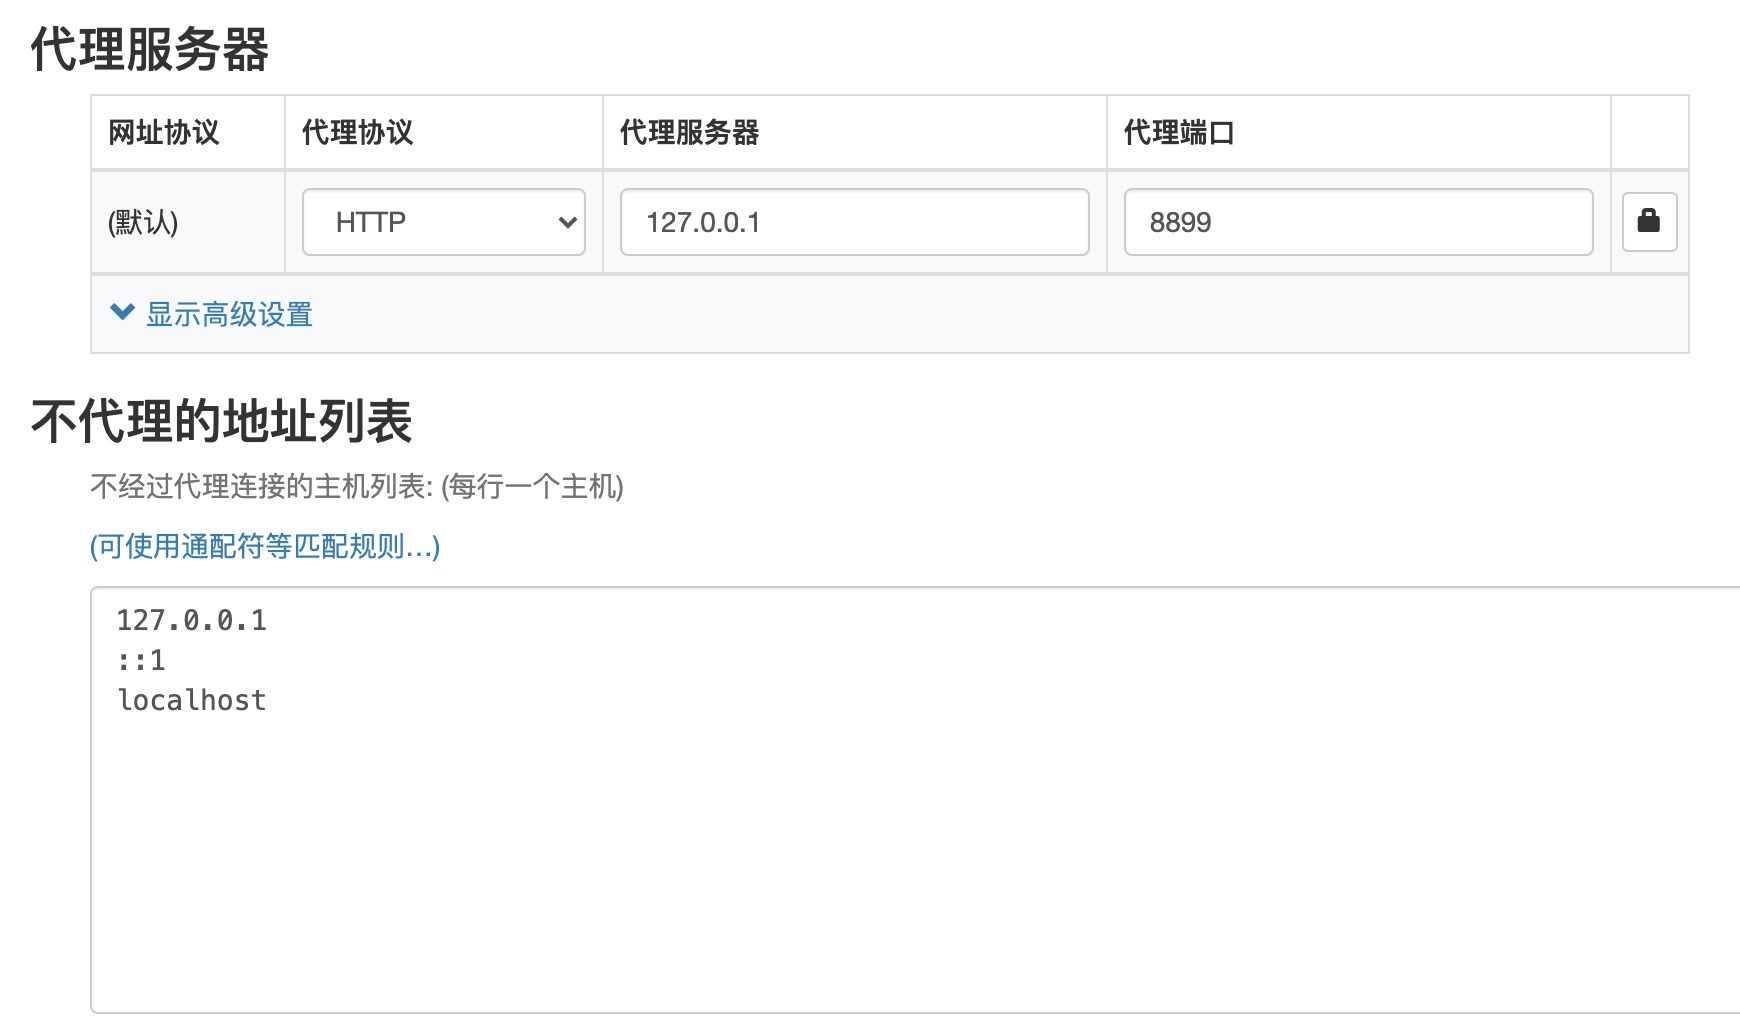 代理服务器
网址协议 代理协议 代理服务器 代理端口
(默认) HTTP 127.0.0.1 8899
显示高级设置
不代理的地址列表
不经过代理连接的主机列表: (每行一个主机)
(可使用通配符等匹配规则…)
127.0.0.1
::1
localhost